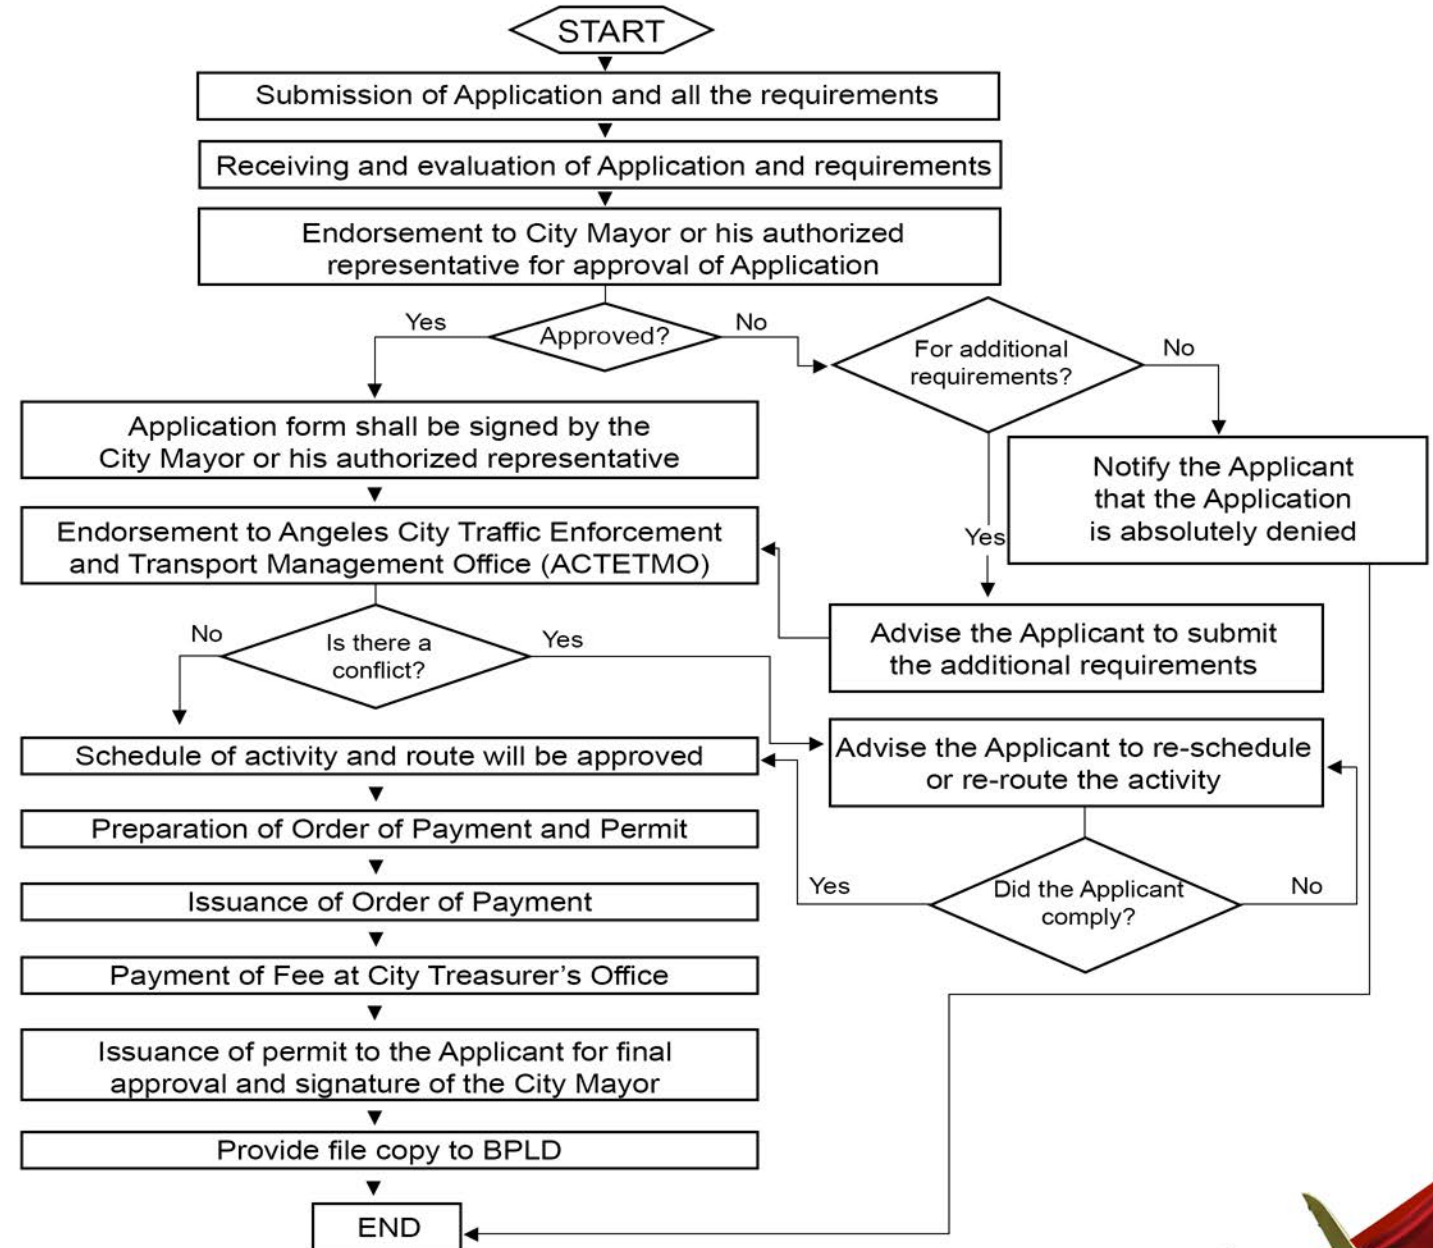 START
Submission of Application and all the requirements
Receiving and evaluation of Application and requirements
Endorsement to City Mayor or his authorized
representative for approval of Application
Yes
Approved?
No
For additional
requirements?
No
Application form shall be signed by the
City Mayor or his authorized representative
Notify the Applicant
that the Application
is absolutely denied
Endorsement to Angeles City Traffic Enforcement
and Transport Management Office (ACTETMO)
Yes
Advise the Applicant to submit
the additional requirements
No
Is there a
conflict?
Yes
Schedule of activity and route will be approved
Advise the Applicant to re-schedule
or re-route the activity
Preparation of Order of Payment and Permit
Yes
Did the Applicant
comply?
No
Issuance of Order of Payment
Payment of Fee at City Treasurer’s Office
Issuance of permit to the Applicant for final
approval and signature of the City Mayor
Provide file copy to BPLD
END